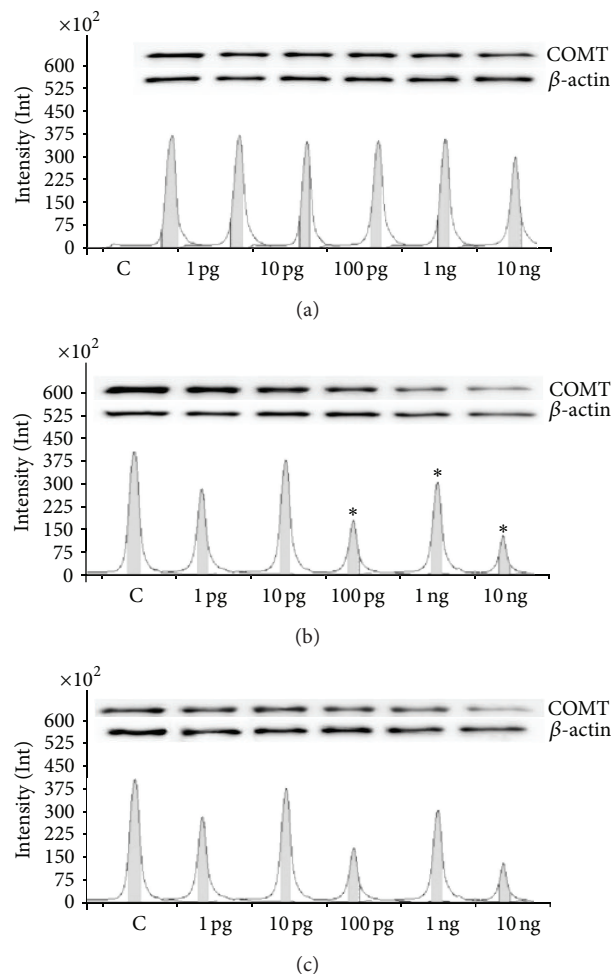 ×10²
600
525
450
375
300
225
150
75
0
Intensity (Int)
COMT
β-actin
C 1 pg 10 pg 100 pg 1 ng 10 ng
(a)
×10²
600
525
450
375
300
225
150
75
0
Intensity (Int)
COMT
β-actin
* * *
C 1 pg 10 pg 100 pg 1 ng 10 ng
(b)
×10²
600
525
450
375
300
225
150
75
0
Intensity (Int)
COMT
β-actin
C 1 pg 10 pg 100 pg 1 ng 10 ng
(c)